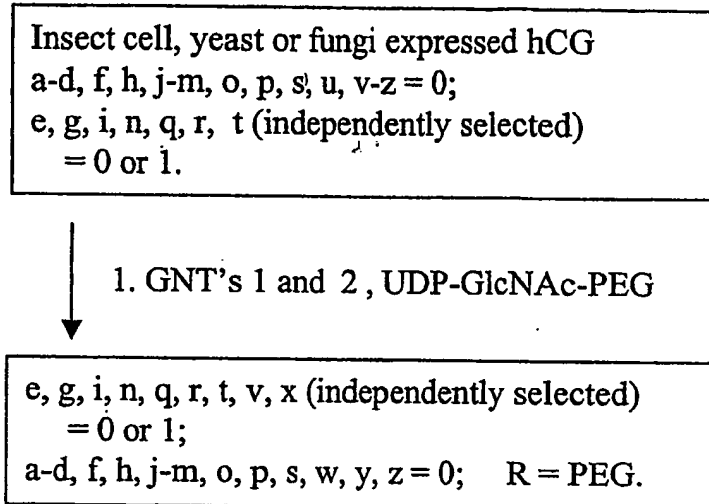 Insect cell, yeast or fungi expressed hCG
a-d, f, h, j-m, o, p, s, u, v-z = 0;
e, g, i, n, q, r, t (independently selected)
= 0 or 1.
1. GNT's 1 and 2 , UDP-GlcNAc-PEG
e, g, i, n, q, r, t, v, x (independently selected)
= 0 or 1;
a-d, f, h, j-m, o, p, s, w, y, z = 0; R = PEG.